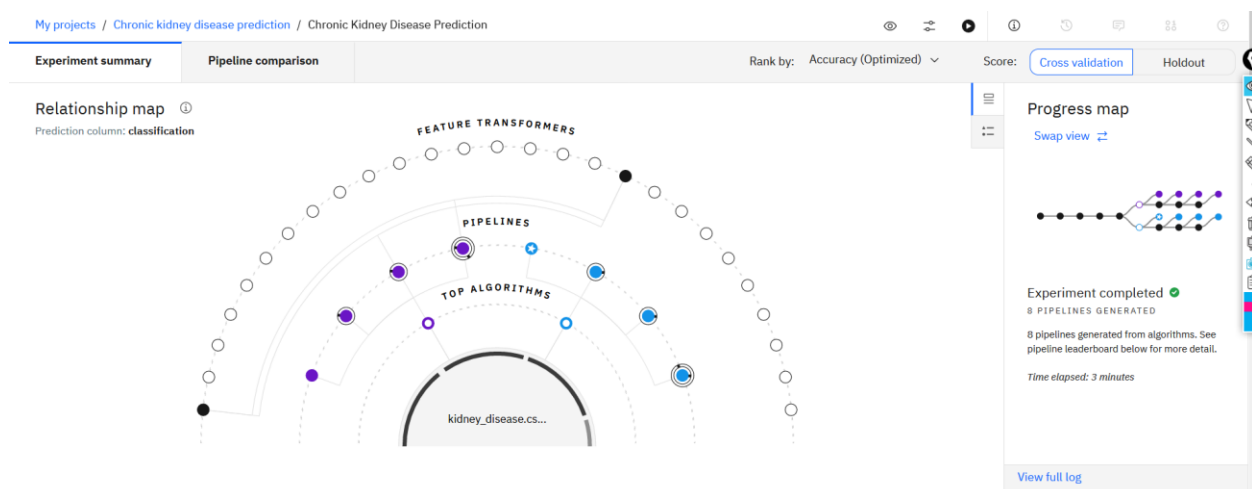 My projects / Chronic kidney disease prediction / Chronic Kidney Disease Prediction
Experiment summary
Pipeline comparison
Rank by: Accuracy (Optimized)
Score: Cross validation Holdout
Relationship map
Prediction column: classification
FEATURE TRANSFORMERS
PIPELINES
TOP ALGORITHMS
kidney_disease.cs...
Progress map
Swap view
Experiment completed
8 PIPELINES GENERATED
8 pipelines generated from algorithms. See
pipeline leaderboard below for more detail.
Time elapsed: 3 minutes
View full log